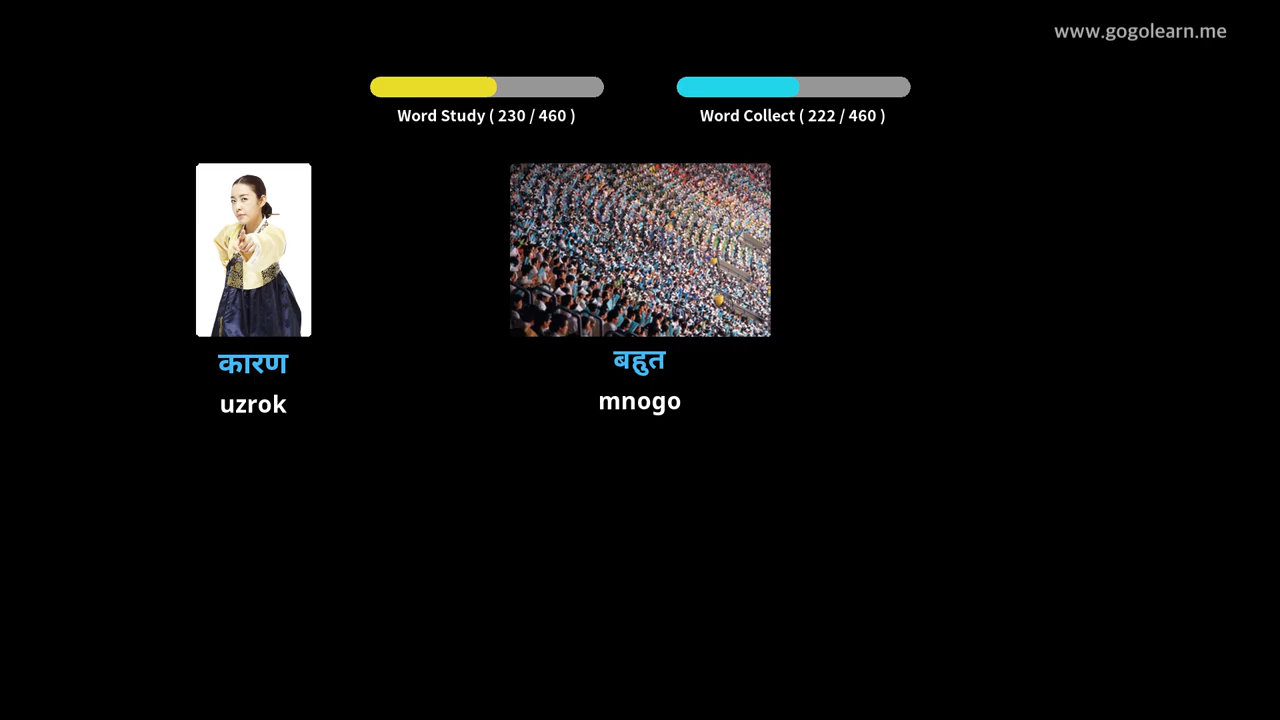 www.gogolearn.me
Word Study ( 230 / 460 )
Word Collect ( 222 / 460 )
कारण
uzrok
बहुत
mnogo